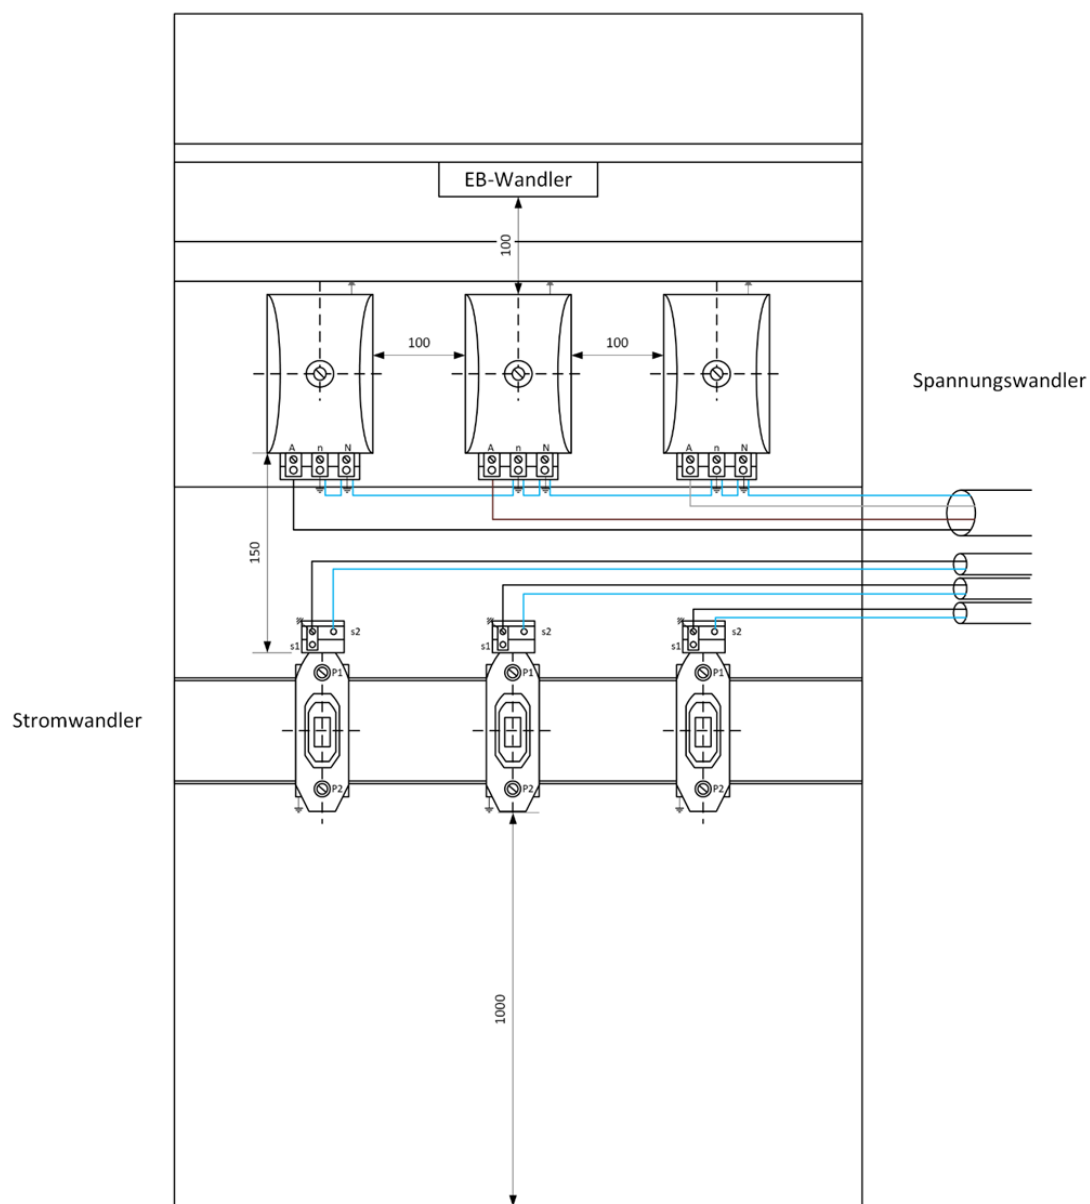 EB-Wandler
100
100
100
Spannungswandler
A n N
A n N
A n N
150
s1 s2
s1 s2
s1 s2
P1
P1
P1
Stromwandler
P2
P2
P2
1000